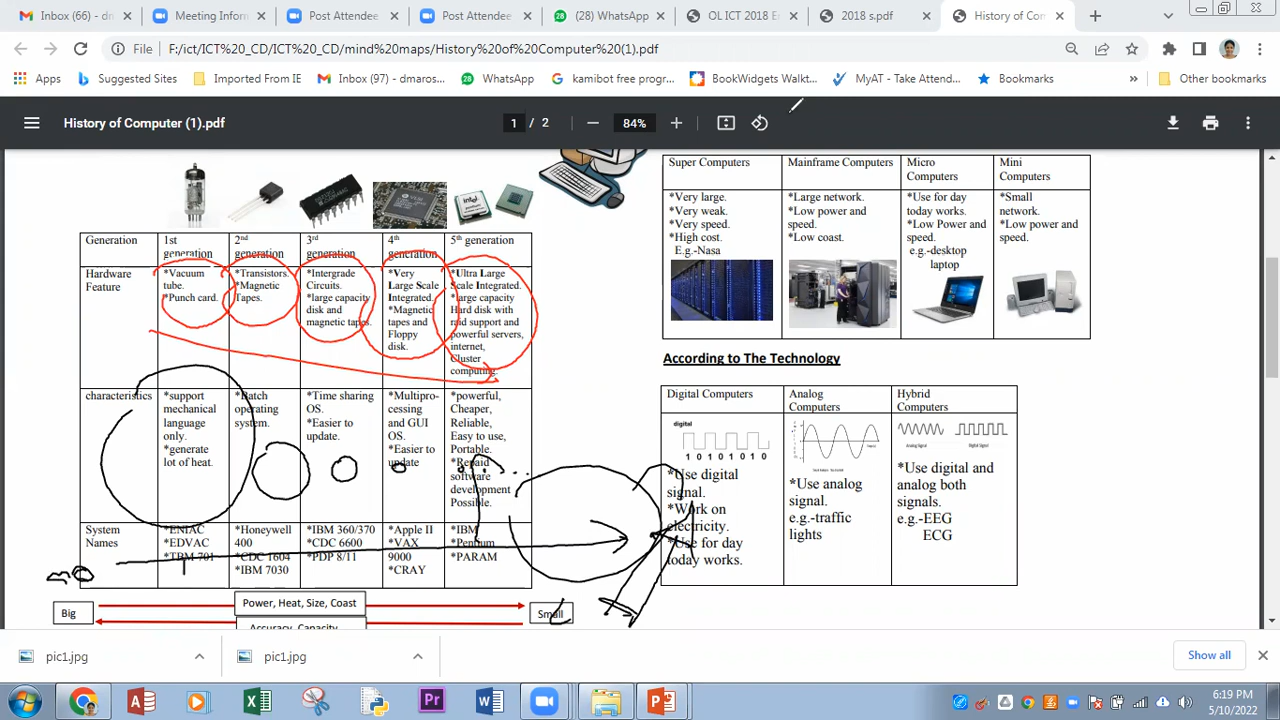 Inbox (66) - dm
Meeting Inform
Post Attendee
Post Attendee
(28) WhatsApp
OL ICT 2018 E
2018 s.pdf
History of Com
File
F:/ict/ICT%20_CD/ICT%20_CD/mind%20maps/History%20of%20Computer%20(1).pdf
Apps
Suggested Sites
Imported From IE
Inbox (97) - dmaros...
WhatsApp
kamibot free progr...
BookWidgets Walkt...
MyAT - Take Attend...
Bookmarks
Other bookmarks
History of Computer (1).pdf
1 / 2
84%
Generation
1st generation
2nd generation
3rd generation
4th generation
5th generation
Hardware Feature
*Vacuum tube.
*Punch card.
*Transistors.
*Magnetic Tapes.
*Intergrade Circuits.
*large capacity disk and magnetic tapes.
*Very Large Scale Integrated.
*Magnetic tapes and Floppy disk.
*Ultra Large Scale Integrated.
*large capacity Hard disk with raid support and powerful servers, internet, Cluster computing.
characteristics
*support mechanical language only.
*generate lot of heat.
*Batch operating system.
*Time sharing OS.
*Easier to update.
*Multipro-cessing and GUI OS.
*Easier to update
*powerful, Cheaper, Reliable, Easy to use, Portable.
*Repaid software development Possible.
System Names
*ENIAC
*EDVAC
*TBM 701
*Honeywell 400
*CDC 1604
*IBM 7030
*IBM 360/370
*CDC 6600
*PDP 8/11
*Apple II
*VAX 9000
*CRAY
*IBM
*Pentium
*PARAM
Big
Power, Heat, Size, Coast
Small
Accuracy, Capacity
Super Computers
Mainframe Computers
Micro Computers
Mini Computers
*Very large.
*Very weak.
*Very speed.
*High cost.
E.g.-Nasa
*Large network.
*Low power and speed.
*Low coast.
*Use for day today works.
*Low Power and speed.
e.g.-desktop
laptop
*Small network.
*Low power and speed.
According to The Technology
Digital Computers
Analog Computers
Hybrid Computers
digital
1 0 1 0 1 0 1 0
*Use digital signal.
*Work on electricity.
*Use for day today works.
*Use analog signal.
e.g.-traffic lights
Analog Signal
Digital Signal
*Use digital and analog both signals.
e.g.-EEG
ECG
pic1.jpg
pic1.jpg
Show all
6:19 PM
5/10/2022